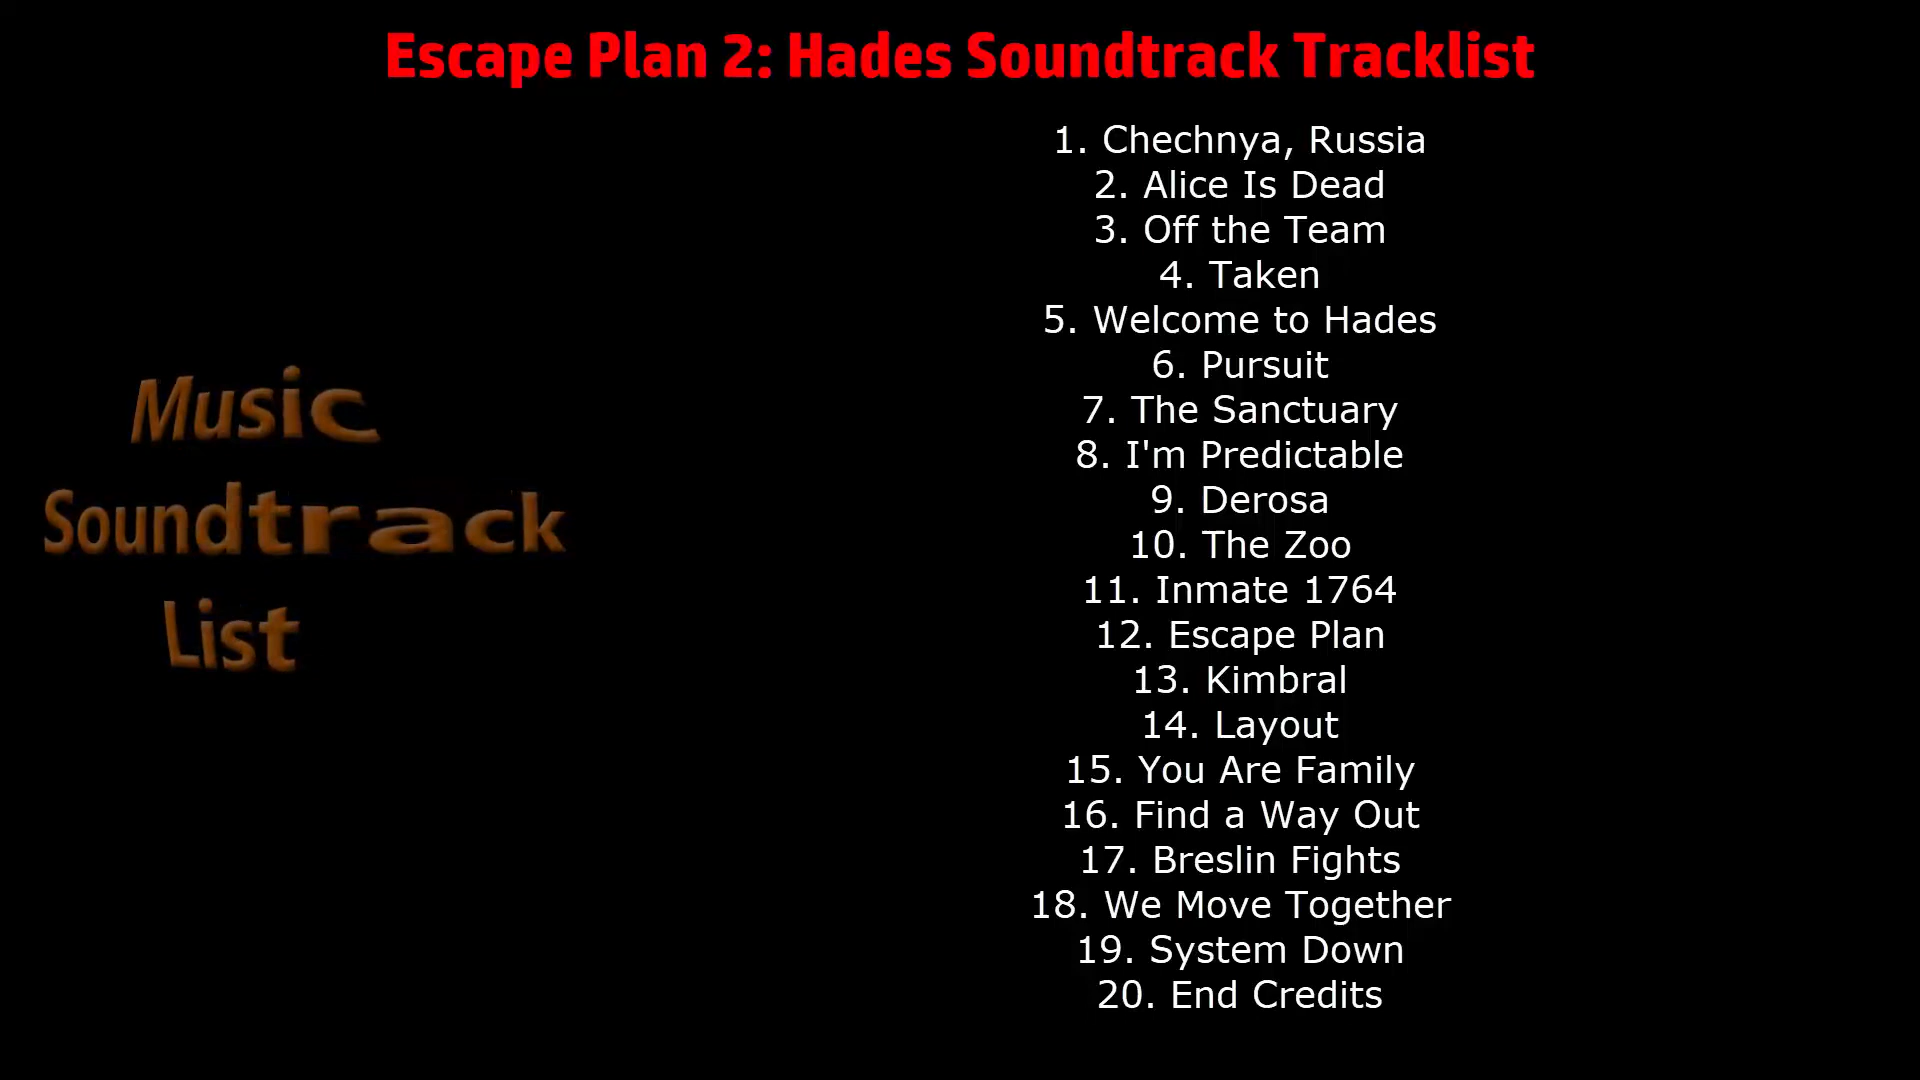 Escape Plan 2: Hades Soundtrack Tracklist
Music
Soundtrack
List
1. Chechnya, Russia
2. Alice Is Dead
3. Off the Team
4. Taken
5. Welcome to Hades
6. Pursuit
7. The Sanctuary
8. I'm Predictable
9. Derosa
10. The Zoo
11. Inmate 1764
12. Escape Plan
13. Kimbral
14. Layout
15. You Are Family
16. Find a Way Out
17. Breslin Fights
18. We Move Together
19. System Down
20. End Credits